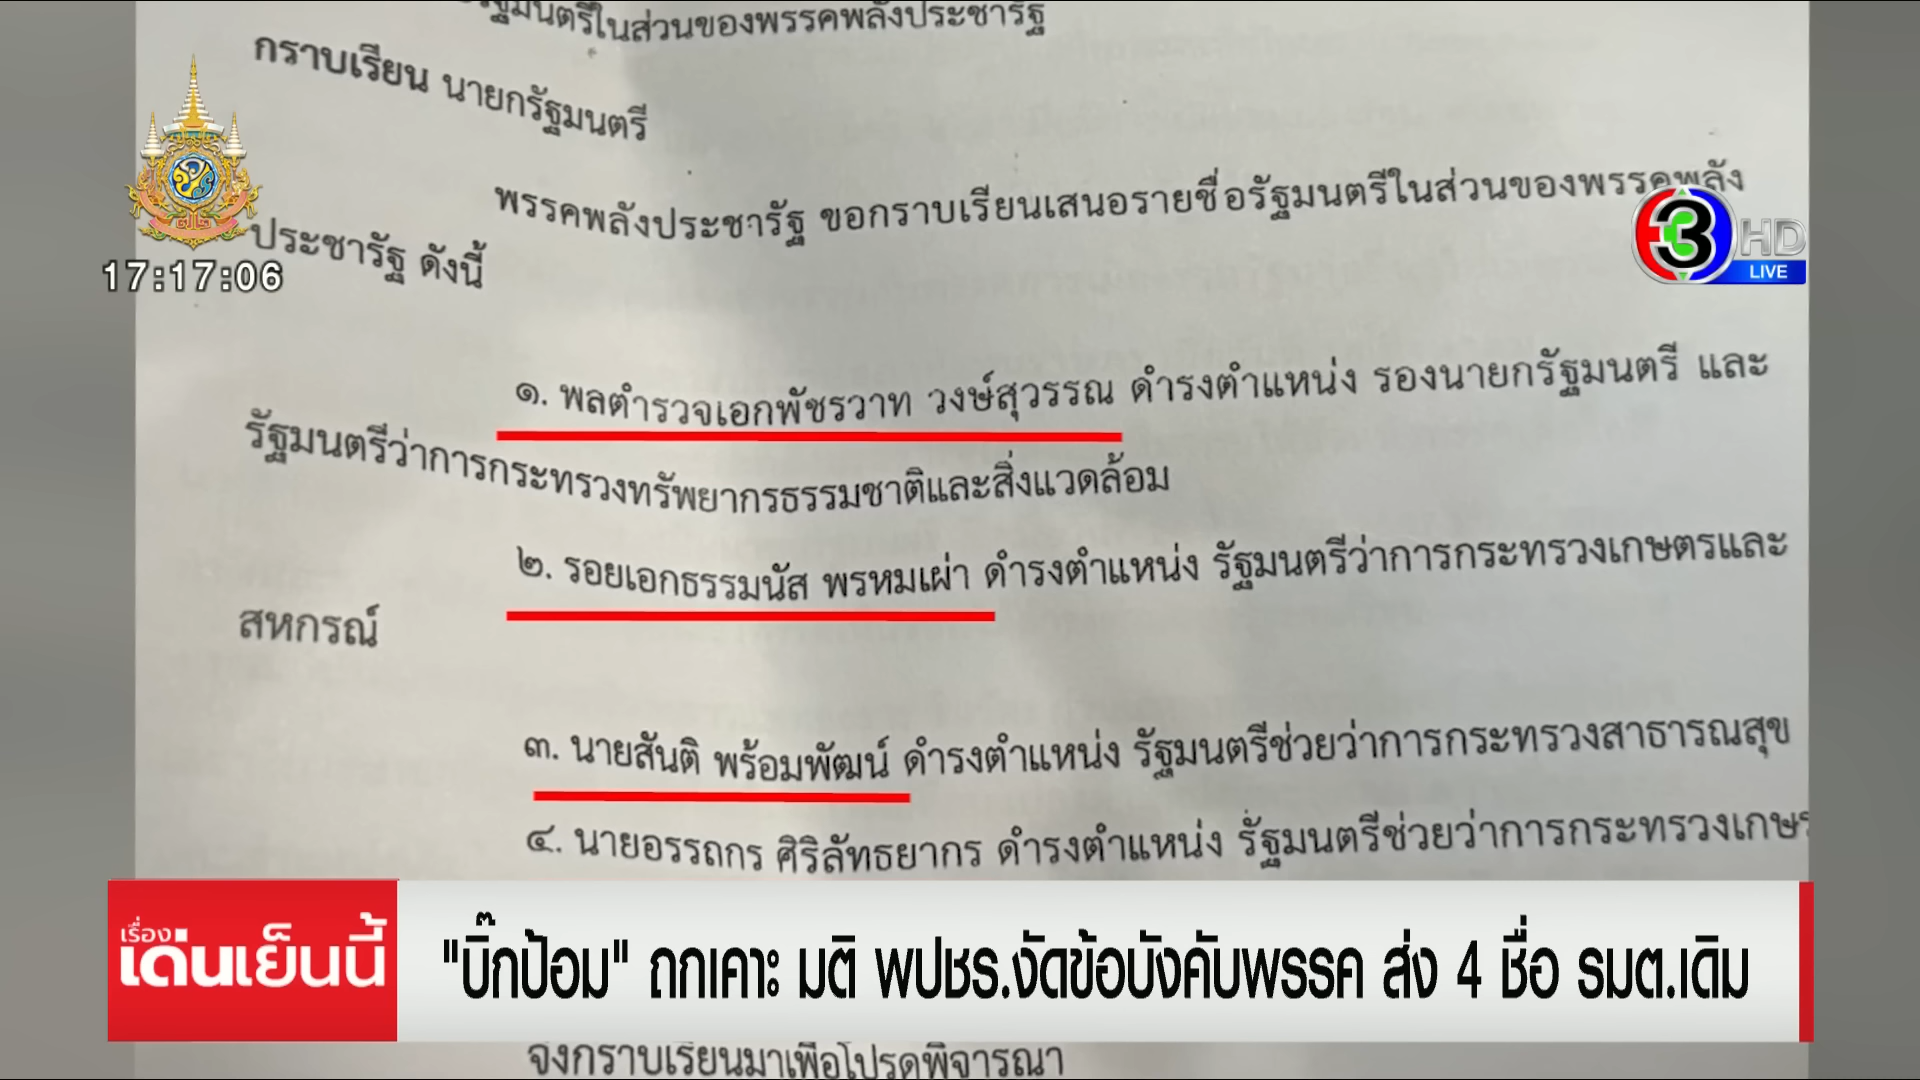 รัฐมนตรีในส่วนของพรรคพลังประชารัฐ
กราบเรียน นายกรัฐมนตรี
พรรคพลังประชารัฐ ขอกราบเรียนเสนอรายชื่อรัฐมนตรีในส่วนของพรรคพลัง
ประชารัฐ ดังนี้
17:17:06
3 HD
LIVE
๑. พลตำรวจเอกพัชรวาท วงษ์สุวรรณ ดำรงตำแหน่ง รองนายกรัฐมนตรี และ
รัฐมนตรีว่าการกระทรวงทรัพยากรธรรมชาติและสิ่งแวดล้อม
๒. รอยเอกธรรมนัส พรหมเผ่า ดำรงตำแหน่ง รัฐมนตรีว่าการกระทรวงเกษตรและ
สหกรณ์
๓. นายสันติ พร้อมพัฒน์ ดำรงตำแหน่ง รัฐมนตรีช่วยว่าการกระทรวงสาธารณสุข
๔. นายอรรถกร ศิริลัทธยากร ดำรงตำแหน่ง รัฐมนตรีช่วยว่าการกระทรวงเกษร
เรื่อง
เด่นเย็นนี้
"บิ๊กป้อม" ถกเคาะ มติ พปชร.งัดข้อบังคับพรรค ส่ง 4 ชื่อ รมต.เดิม
จึงกราบเรียนมาเพื่อโปรดพิจารณา